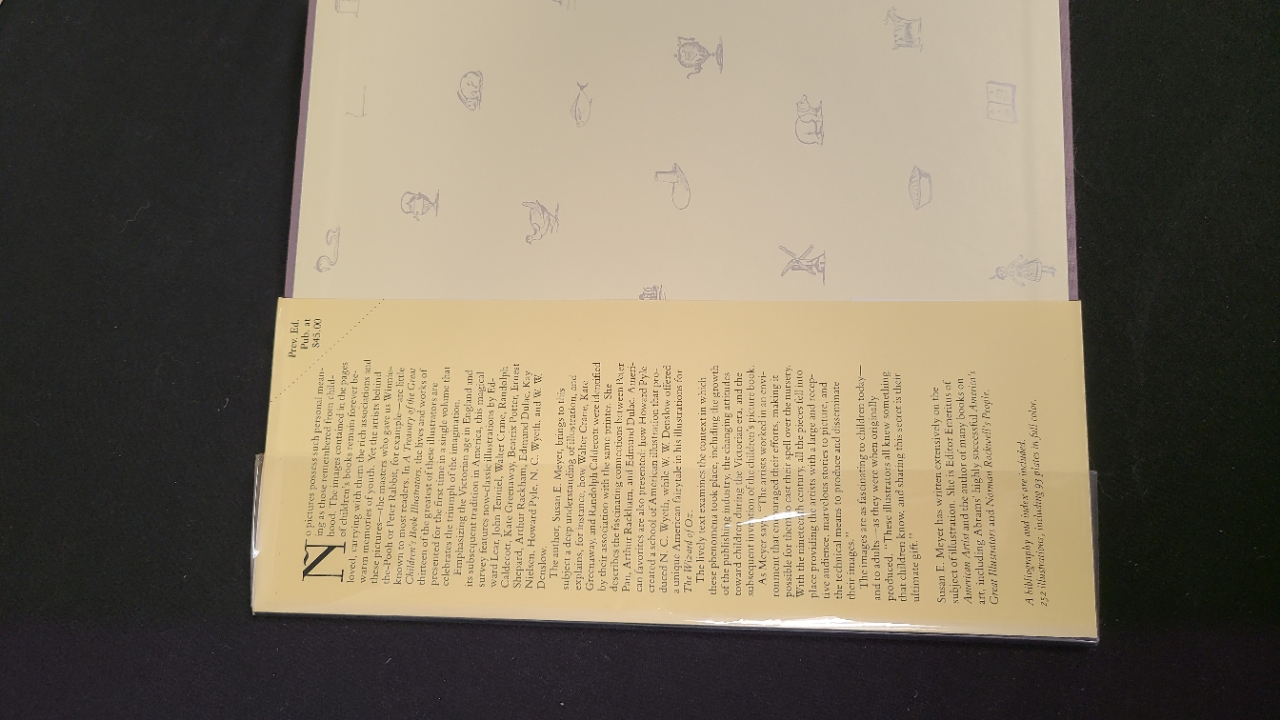 Prev. Ed.
Pub. at
$45.00
No pictures possess such personal mean-
ing as those remembered from child-
hood. The images contained in the pages
of children's books remain forever be-
loved, carrying with them the rich associations and
warm memories of youth. Yet the artists behind
these pictures—the masters who gave us Winnie-
the-Pooh or Peter Rabbit, for example—are little
known to most readers. In A Treasury of the Great
Children's Book Illustrators, the lives and works of
thirteen of the greatest of these illustrators are
presented for the first time in a single volume that
celebrates the triumph of the imagination.
Emphasizing the Victorian age in England and
its subsequent tradition in America, this magical
survey features now-classic illustrations by Ed-
ward Lear, John Tenniel, Walter Crane, Randolph
Caldecott, Kate Greenaway, Beatrix Potter, Ernest
Shepard, Arthur Rackham, Edmund Dulac, Kay
Nielsen, Howard Pyle, N. C. Wyeth, and W. W.
Denslow.
The author, Susan E. Meyer, brings to this
subject a deep understanding of illustration, and
explains, for instance, how Walter Crane, Kate
Greenaway, and Randolph Caldecott were identified
by their association with the same printer. She
describes the fascinating connections between Peter
Pan, Arthur Rackham, and Edmund Dulac. Ameri-
can favorites are also presented: how Howard Pyle
created a school of American illustration that pro-
duced N. C. Wyeth, while W. W. Denslow offered
a unique American fairytale in his illustrations for
The Wizard of Oz.
The lively text examines the context in which
these phenomena took place, including the growth
of the publishing industry, the changing attitudes
toward children during the Victorian era, and the
subsequent invention of the children's picture book.
As Meyer says, "The artists worked in an envi-
ronment that encouraged their efforts, making it
possible for them to cast their spell over the nursery.
With the nineteenth century, all the pieces fell into
place providing the artists with a large and recep-
tive audience, marvelous stories to picture, and
the technical means to produce and disseminate
their images."
The images are as fascinating to children today—
and to adults—as they were when originally
produced. "These illustrators all knew something
that children know, and sharing this secret is their
ultimate gift."
Susan E. Meyer has written extensively on the
subject of illustration. She is Editor Emeritus of
American Artist and the author of many books on
art, including Abrams' highly successful America's
Great Illustrators and Norman Rockwell's People.
A bibliography and index are included.
252 illustrations, including 93 plates in full color.